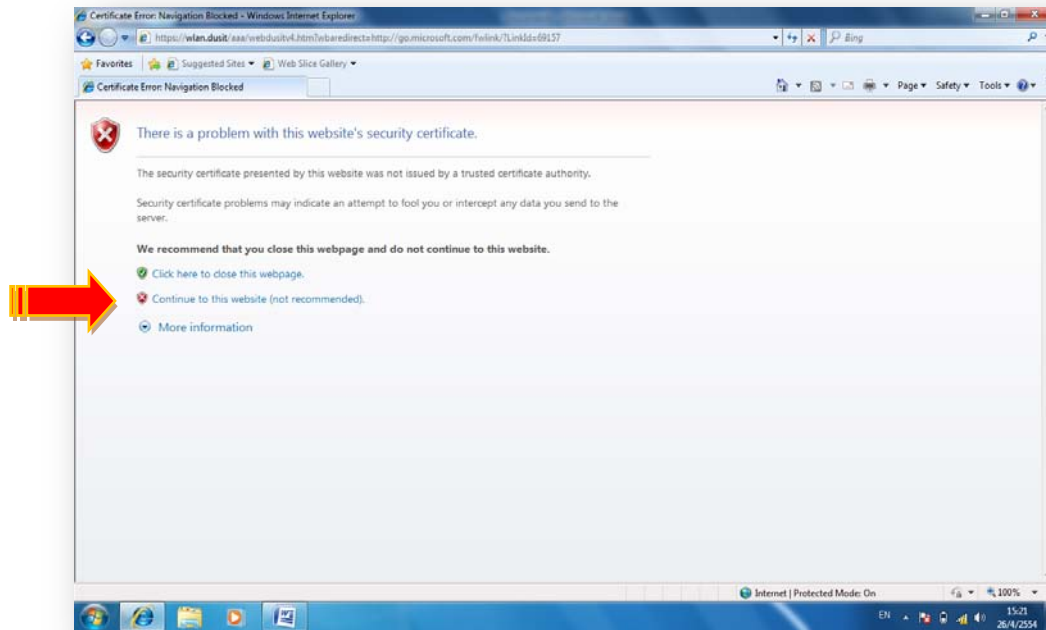 Certificate Error: Navigation Blocked - Windows Internet Explorer
https://wlan.dusit/aaa/webdusitv4.htm?wbaredirect=http://go.microsoft.com/fwlink/?LinkId=69157
Bing
Favorites Suggested Sites Web Slice Gallery
Certificate Error: Navigation Blocked
Page Safety Tools
There is a problem with this website's security certificate.
The security certificate presented by this website was not issued by a trusted certificate authority.
Security certificate problems may indicate an attempt to fool you or intercept any data you send to the
server.
We recommend that you close this webpage and do not continue to this website.
Click here to close this webpage.
Continue to this website (not recommended).
More information
Internet | Protected Mode: On
100%
EN
15:21
26/4/2554